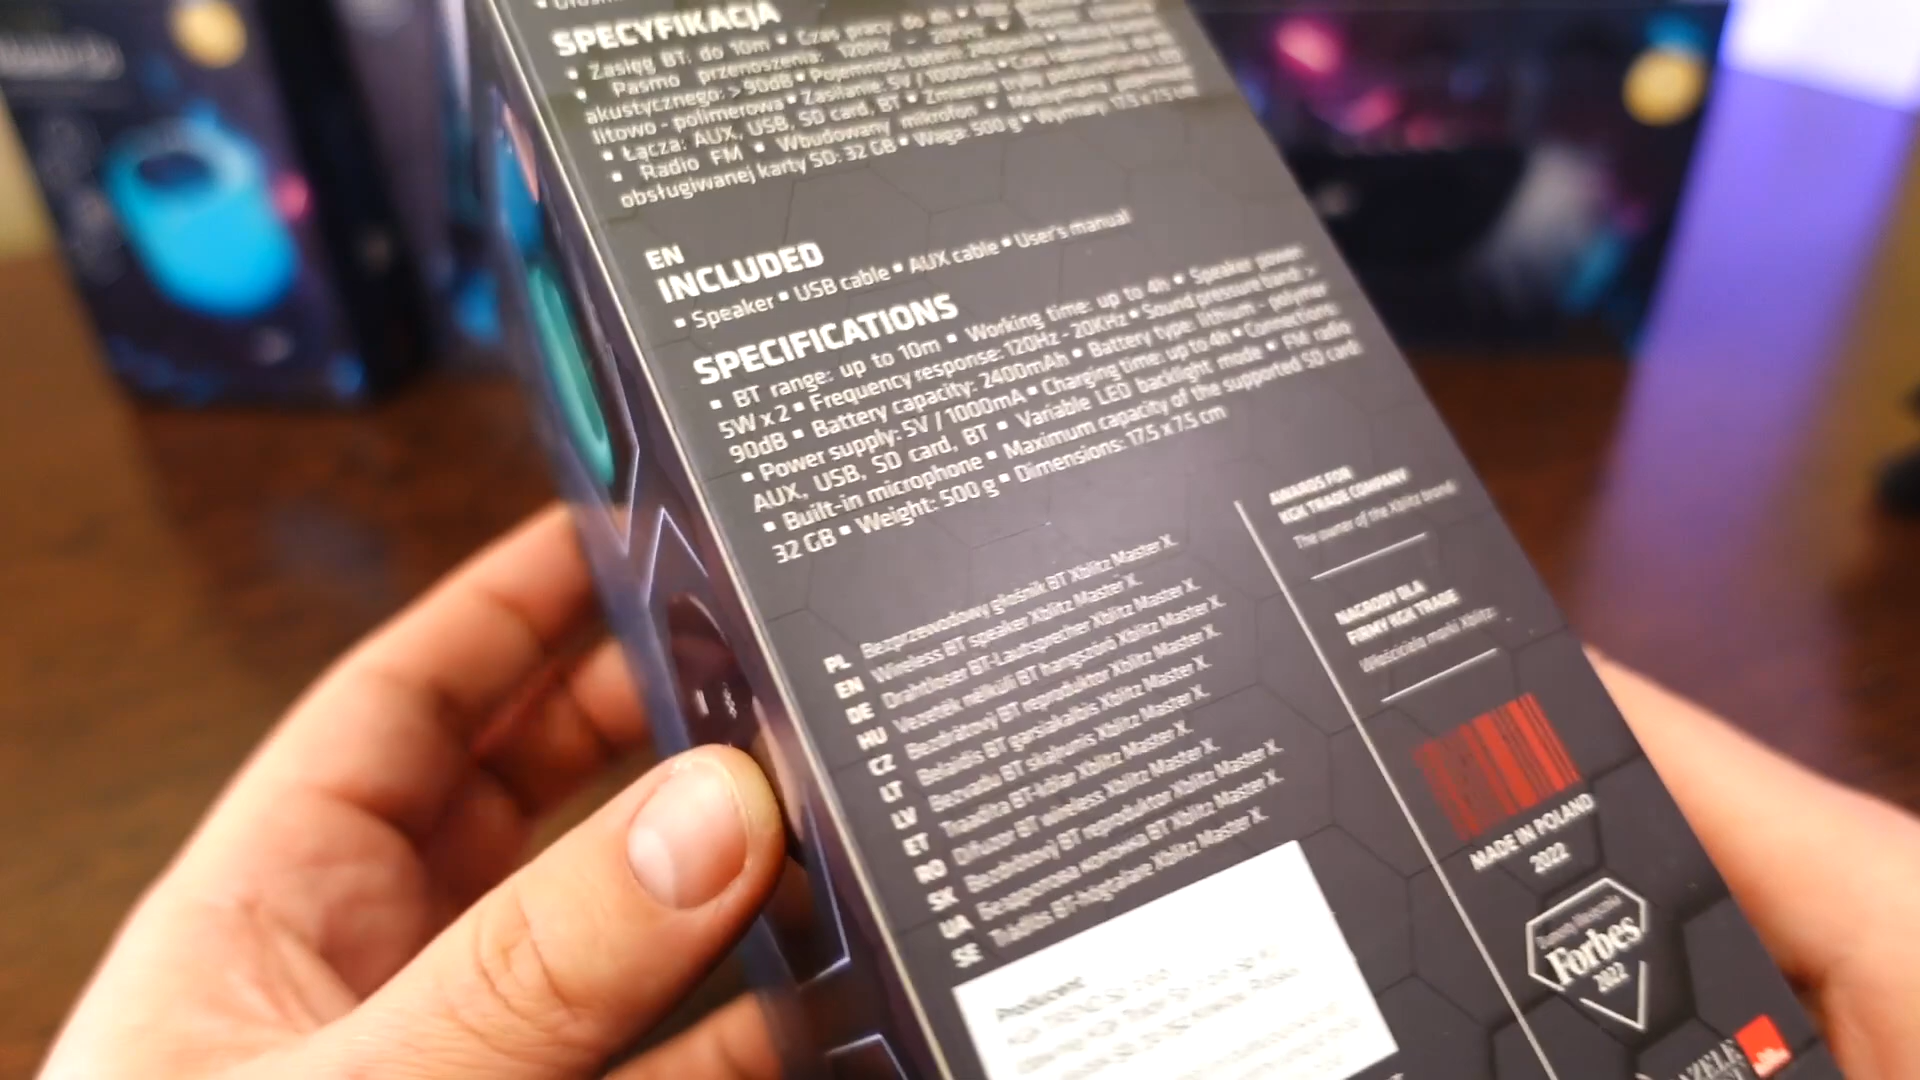 SPECYFIKACJA
▪ Zasięg BT: do 10m ▪ Czas pracy: do 4h ▪
▪ Pasmo przenoszenia: 120Hz - 20KHz ▪
akustycznego: > 90dB ▪ Pojemność baterii: 2400mAh ▪
litowo - polimerowa ▪ Zasilanie: 5V / 1000mA ▪
▪ Łącza: AUX, USB, SD card, BT ▪ Zmienne tryby podświetlenia LED
▪ Radio FM ▪ Wbudowany mikrofon ▪ Maksymalna pojemność
obsługiwanej karty SD: 32 GB ▪ Waga: 500 g ▪ Wymiary: 17.5 x 7.5 cm
EN
INCLUDED
▪ Speaker ▪ USB cable ▪ AUX cable ▪ User's manual
SPECIFICATIONS
▪ BT range: up to 10m ▪ Working time: up to 4h ▪ Speaker power:
5W x 2 ▪ Frequency response: 120Hz - 20KHz ▪ Sound pressure band: >
90dB ▪ Battery capacity: 2400mAh ▪ Battery type: lithium - polymer
▪ Power supply: 5V / 1000mA ▪ Charging time: up to 4h ▪ Connections:
AUX, USB, SD card, BT ▪ Variable LED backlight mode ▪ FM radio
▪ Built-in microphone ▪ Maximum capacity of the supported SD card:
32 GB ▪ Weight: 500 g ▪ Dimensions: 17.5 x 7.5 cm
PL Bezprzewodowy głośnik BT Xblitz Master X.
EN Wireless BT speaker Xblitz Master X.
DE Drahtloser BT-Lautsprecher Xblitz Master X.
HU Vezeték nélküli BT hangszóró Xblitz Master X.
CZ Bezdrátový BT reproduktor Xblitz Master X.
LT Belaidis BT garsiakalbis Xblitz Master X.
LV Bezvadu BT skaļrunis Xblitz Master X.
ET Traadita BT-kõlar Xblitz Master X.
RO Difuzor BT wireless Xblitz Master X.
SK Bezdrôtový BT reproduktor Xblitz Master X.
UA Бездротова колонка BT Xblitz Master X.
SE Trådlös BT-högtalare Xblitz Master X.
AWARDS FOR
KGK TRADE COMPANY
The owner of the Xblitz brand
NAGRODY DLA
FIRMY KGK TRADE
Właściciela marki Xblitz
MADE IN POLAND
2022
Forbes
2022
Producent